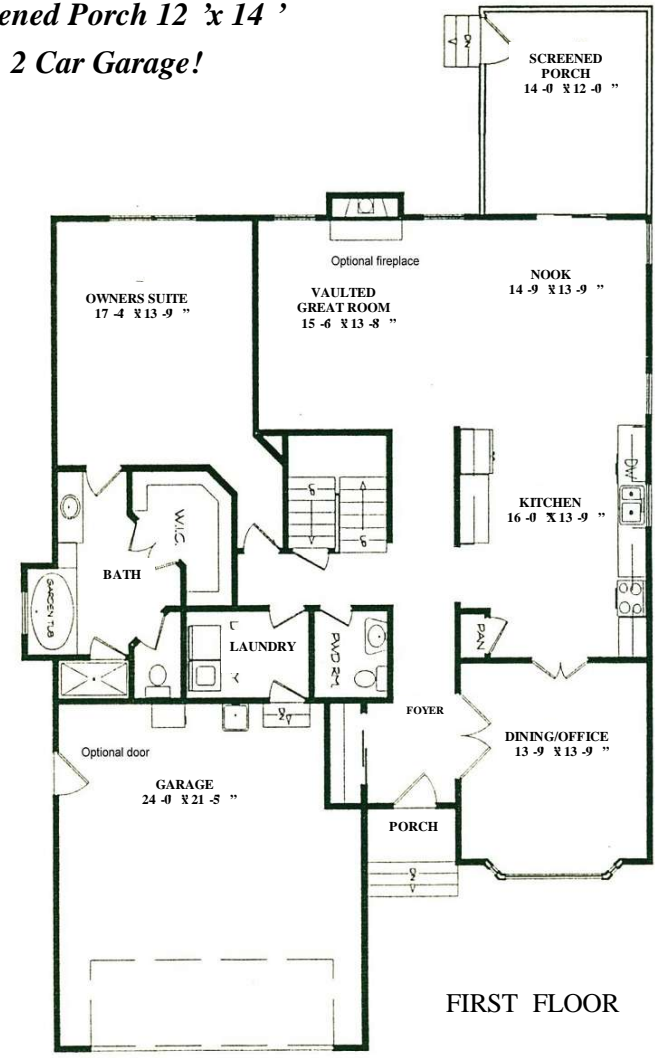 ened Porch 12 ’x 14 ’
2 Car Garage!
DN
SCREENED
PORCH
14 -0 X 12 -0 ”
Optional fireplace
OWNERS SUITE
17 -4 X 13 -9 ”
VAULTED
GREAT ROOM
15 -6 X 13 -8 ”
NOOK
14 -9 X 13 -9 ”
DW
KITCHEN
16 -0 X 13 -9 ”
W.I.C.
BATH
GARDEN TUB
LAUNDRY
PWD RM.
PAN
FOYER
DINING/OFFICE
13 -9 X 13 -9 ”
Optional door
GARAGE
24 -0 X 21 -5 ”
PORCH
FIRST FLOOR